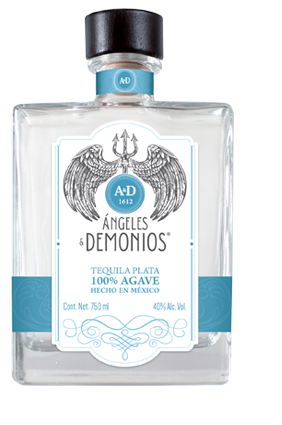 A&D
A&D
1612
ÁNGELES
& DEMONIOS®
TEQUILA PLATA
100% AGAVE
HECHO EN MÉXICO
Cont. Net. 750 ml 40% Alc. Vol.